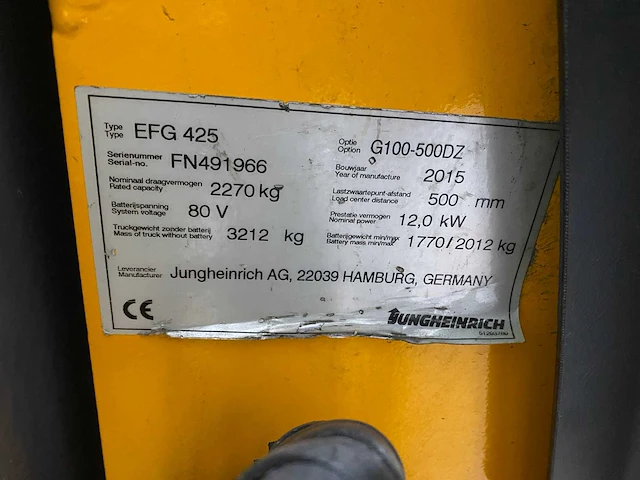 Type
Type EFG 425
Optie
Option G100-500DZ
Serienummer
Serial-no. FN491966
Bouwjaar
Year of manufacture 2015
Nominaal draagvermogen
Rated capacity 2270 kg
Lastzwaartepunt-afstand
Load center distance 500 mm
Batterijspanning
System voltage 80 V
Prestatie vermogen
Nominal power 12,0 kW
Truckgewicht zonder batterij
Mass of truck without battery 3212 kg
Batterijgewicht min/max
Battery mass min/max 1770/2012 kg
Leverancier
Manufacturer Jungheinrich AG, 22039 HAMBURG, GERMANY
CE
JUNGHEINRICH